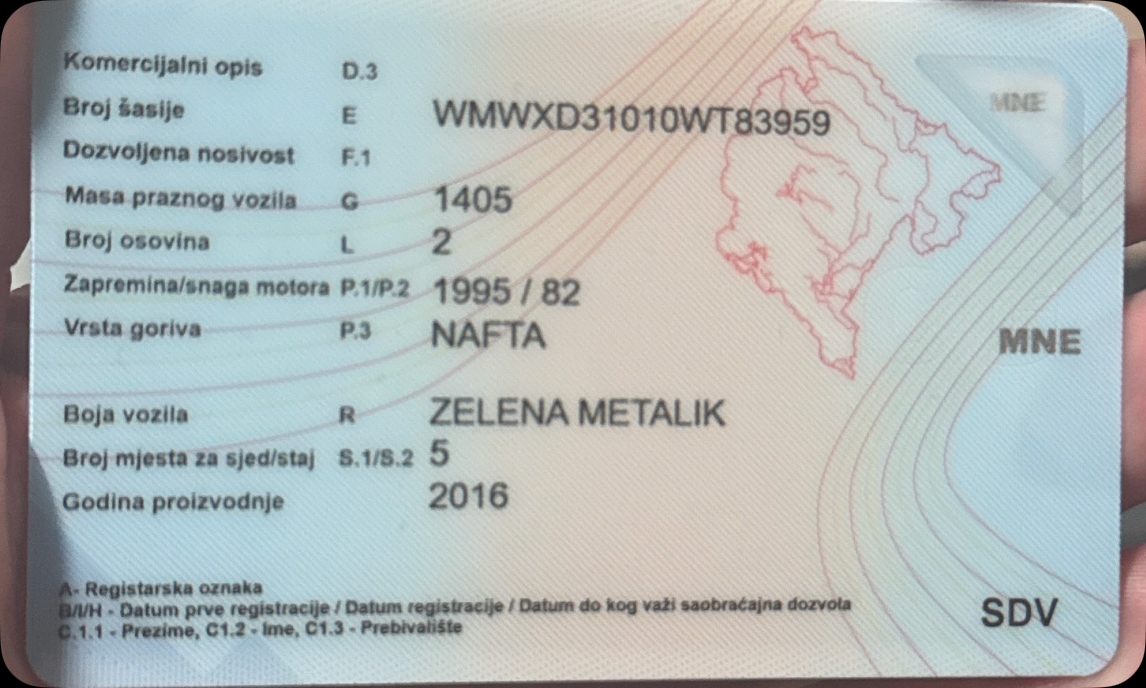 Komercijalni opis D.3
MNE
Broj šasije E WMWXD31010WT83959
Dozvoljena nosivost F.1
Masa praznog vozila G 1405
Broj osovina L 2
Zapremina/snaga motora P.1/P.2 1995 / 82
Vrsta goriva P.3 NAFTA
MNE
Boja vozila R ZELENA METALIK
Broj mjesta za sjed/staj S.1/S.2 5
Godina proizvodnje 2016
A- Registarska oznaka
B/I/H - Datum prve registracije / Datum registracije / Datum do kog važi saobraćajna dozvola
SDV
C.1.1 - Prezime, C1.2 - Ime, C1.3 - Prebivalište